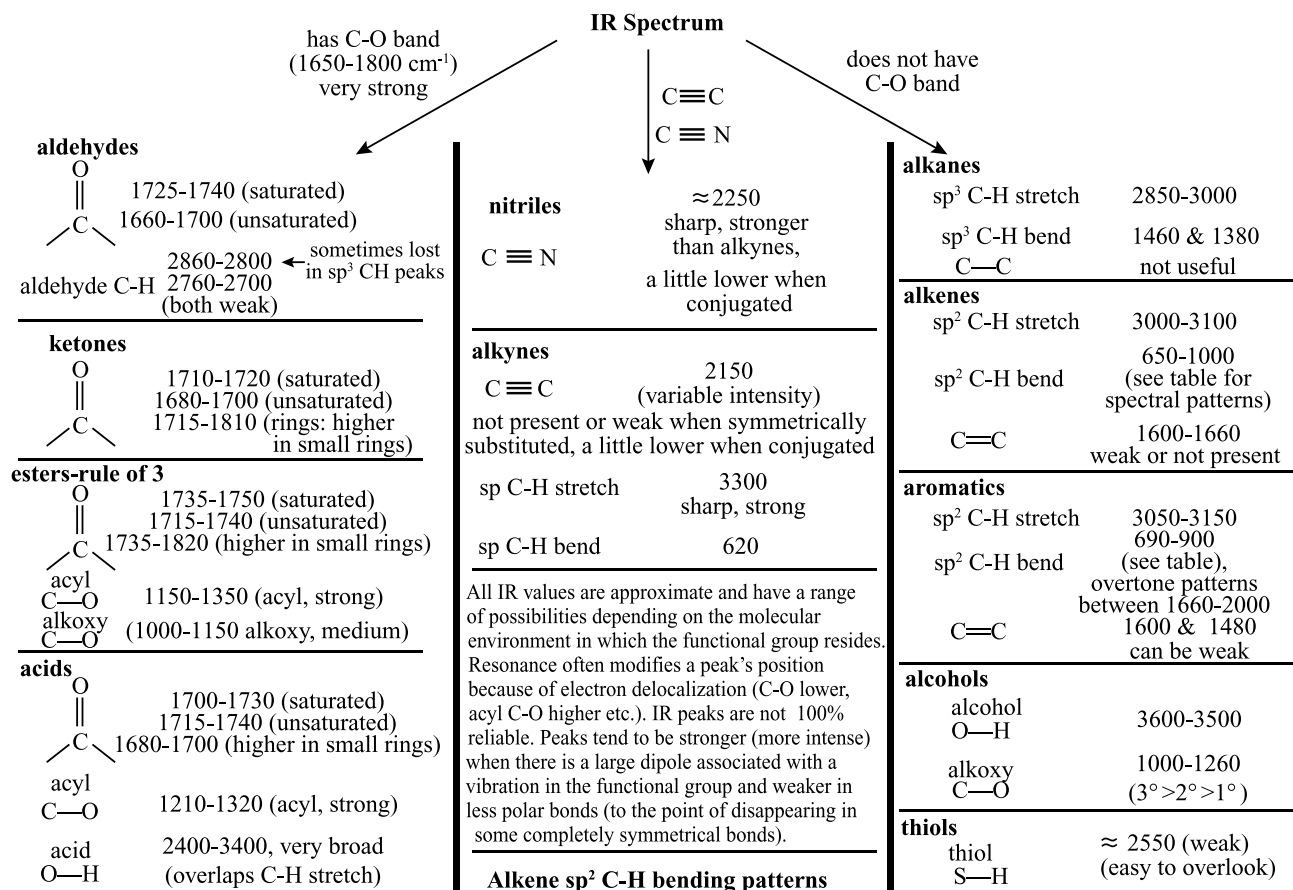 IR Spectrum
has C-O band
(1650-1800 cm⁻¹)
very strong
C≡C
C≡N
does not have
C-O band
aldehydes
O
C
1725-1740 (saturated)
1660-1700 (unsaturated)
aldehyde C-H
2860-2800
2760-2700
(both weak)
sometimes lost
in sp³ CH peaks
ketones
O
C
1710-1720 (saturated)
1680-1700 (unsaturated)
1715-1810 (rings: higher
in small rings)
esters-rule of 3
O
C
1735-1750 (saturated)
1715-1740 (unsaturated)
1735-1820 (higher in small rings)
acyl
C—O
1150-1350 (acyl, strong)
alkoxy
C—O
(1000-1150 alkoxy, medium)
acids
O
C
1700-1730 (saturated)
1715-1740 (unsaturated)
1680-1700 (higher in small rings)
acyl
C—O
1210-1320 (acyl, strong)
acid
O—H
2400-3400, very broad
(overlaps C-H stretch)
nitriles
C≡N
≈2250
sharp, stronger
than alkynes,
a little lower when
conjugated
alkynes
C≡C
2150
(variable intensity)
not present or weak when symmetrically
substituted, a little lower when conjugated
sp C-H stretch
3300
sharp, strong
sp C-H bend 620
All IR values are approximate and have a range
of possibilities depending on the molecular
environment in which the functional group resides.
Resonance often modifies a peak's position
because of electron delocalization (C-O lower,
acyl C-O higher etc.). IR peaks are not 100%
reliable. Peaks tend to be stronger (more intense)
when there is a large dipole associated with a
vibration in the functional group and weaker in
less polar bonds (to the point of disappearing in
some completely symmetrical bonds).
Alkene sp² C-H bending patterns
alkanes
sp³ C-H stretch 2850-3000
sp³ C-H bend 1460 & 1380
C—C not useful
alkenes
sp² C-H stretch 3000-3100
sp² C-H bend
650-1000
(see table for
spectral patterns)
C=C
1600-1660
weak or not present
aromatics
sp² C-H stretch 3050-3150
sp² C-H bend
690-900
(see table),
overtone patterns
between 1660-2000
C=C
1600 & 1480
can be weak
alcohols
alcohol
O—H
3600-3500
alkoxy
C—O
1000-1260
(3°>2°>1°)
thiols
thiol
S—H
≈ 2550 (weak)
(easy to overlook)